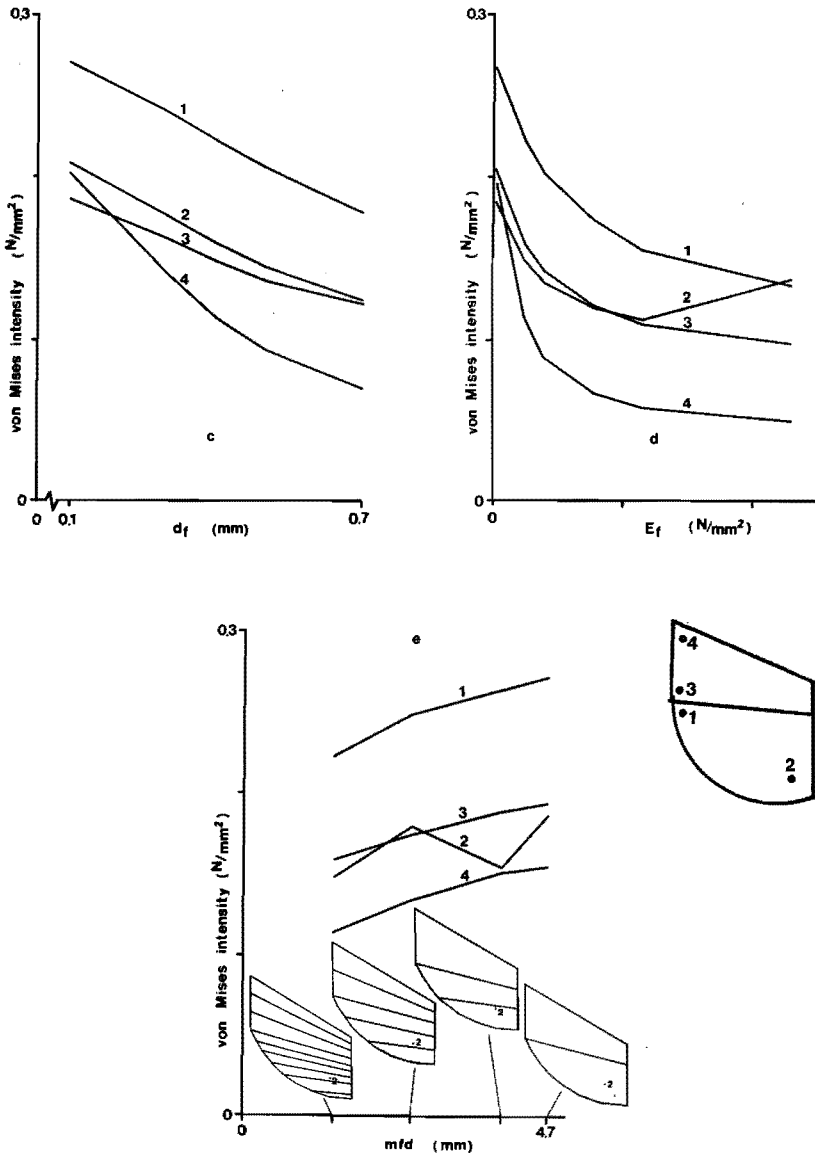 0.3
von Mises intensity (N/mm²)
1
2
3
4
c
0
0 0.1 0.7
df (mm)
0.3
von Mises intensity (N/mm²)
1
2
3
4
d
0
0
Ef (N/mm²)
0.3
von Mises intensity (N/mm²)
e
1
3
2
4
2
2
2
2
0
0 4.7
mfd (mm)
4
3
1
2